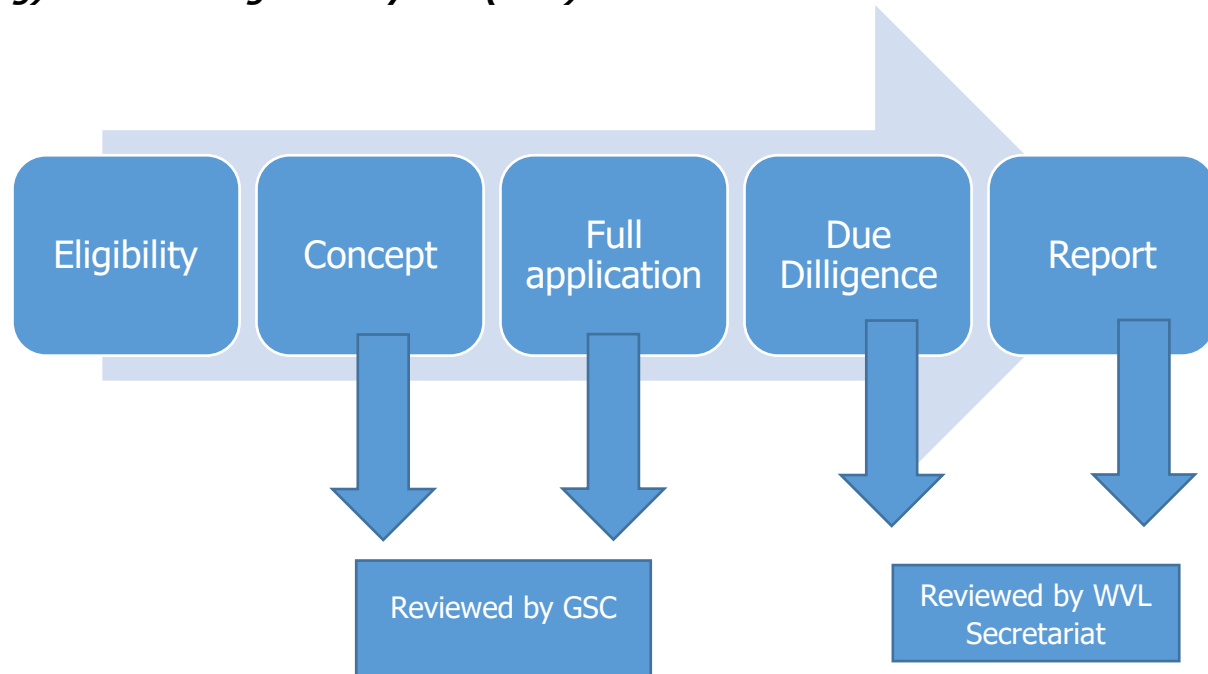 Eligibility
Concept
Full
application
Due
Dilligence
Report
Reviewed by GSC
Reviewed by WVL
Secretariat